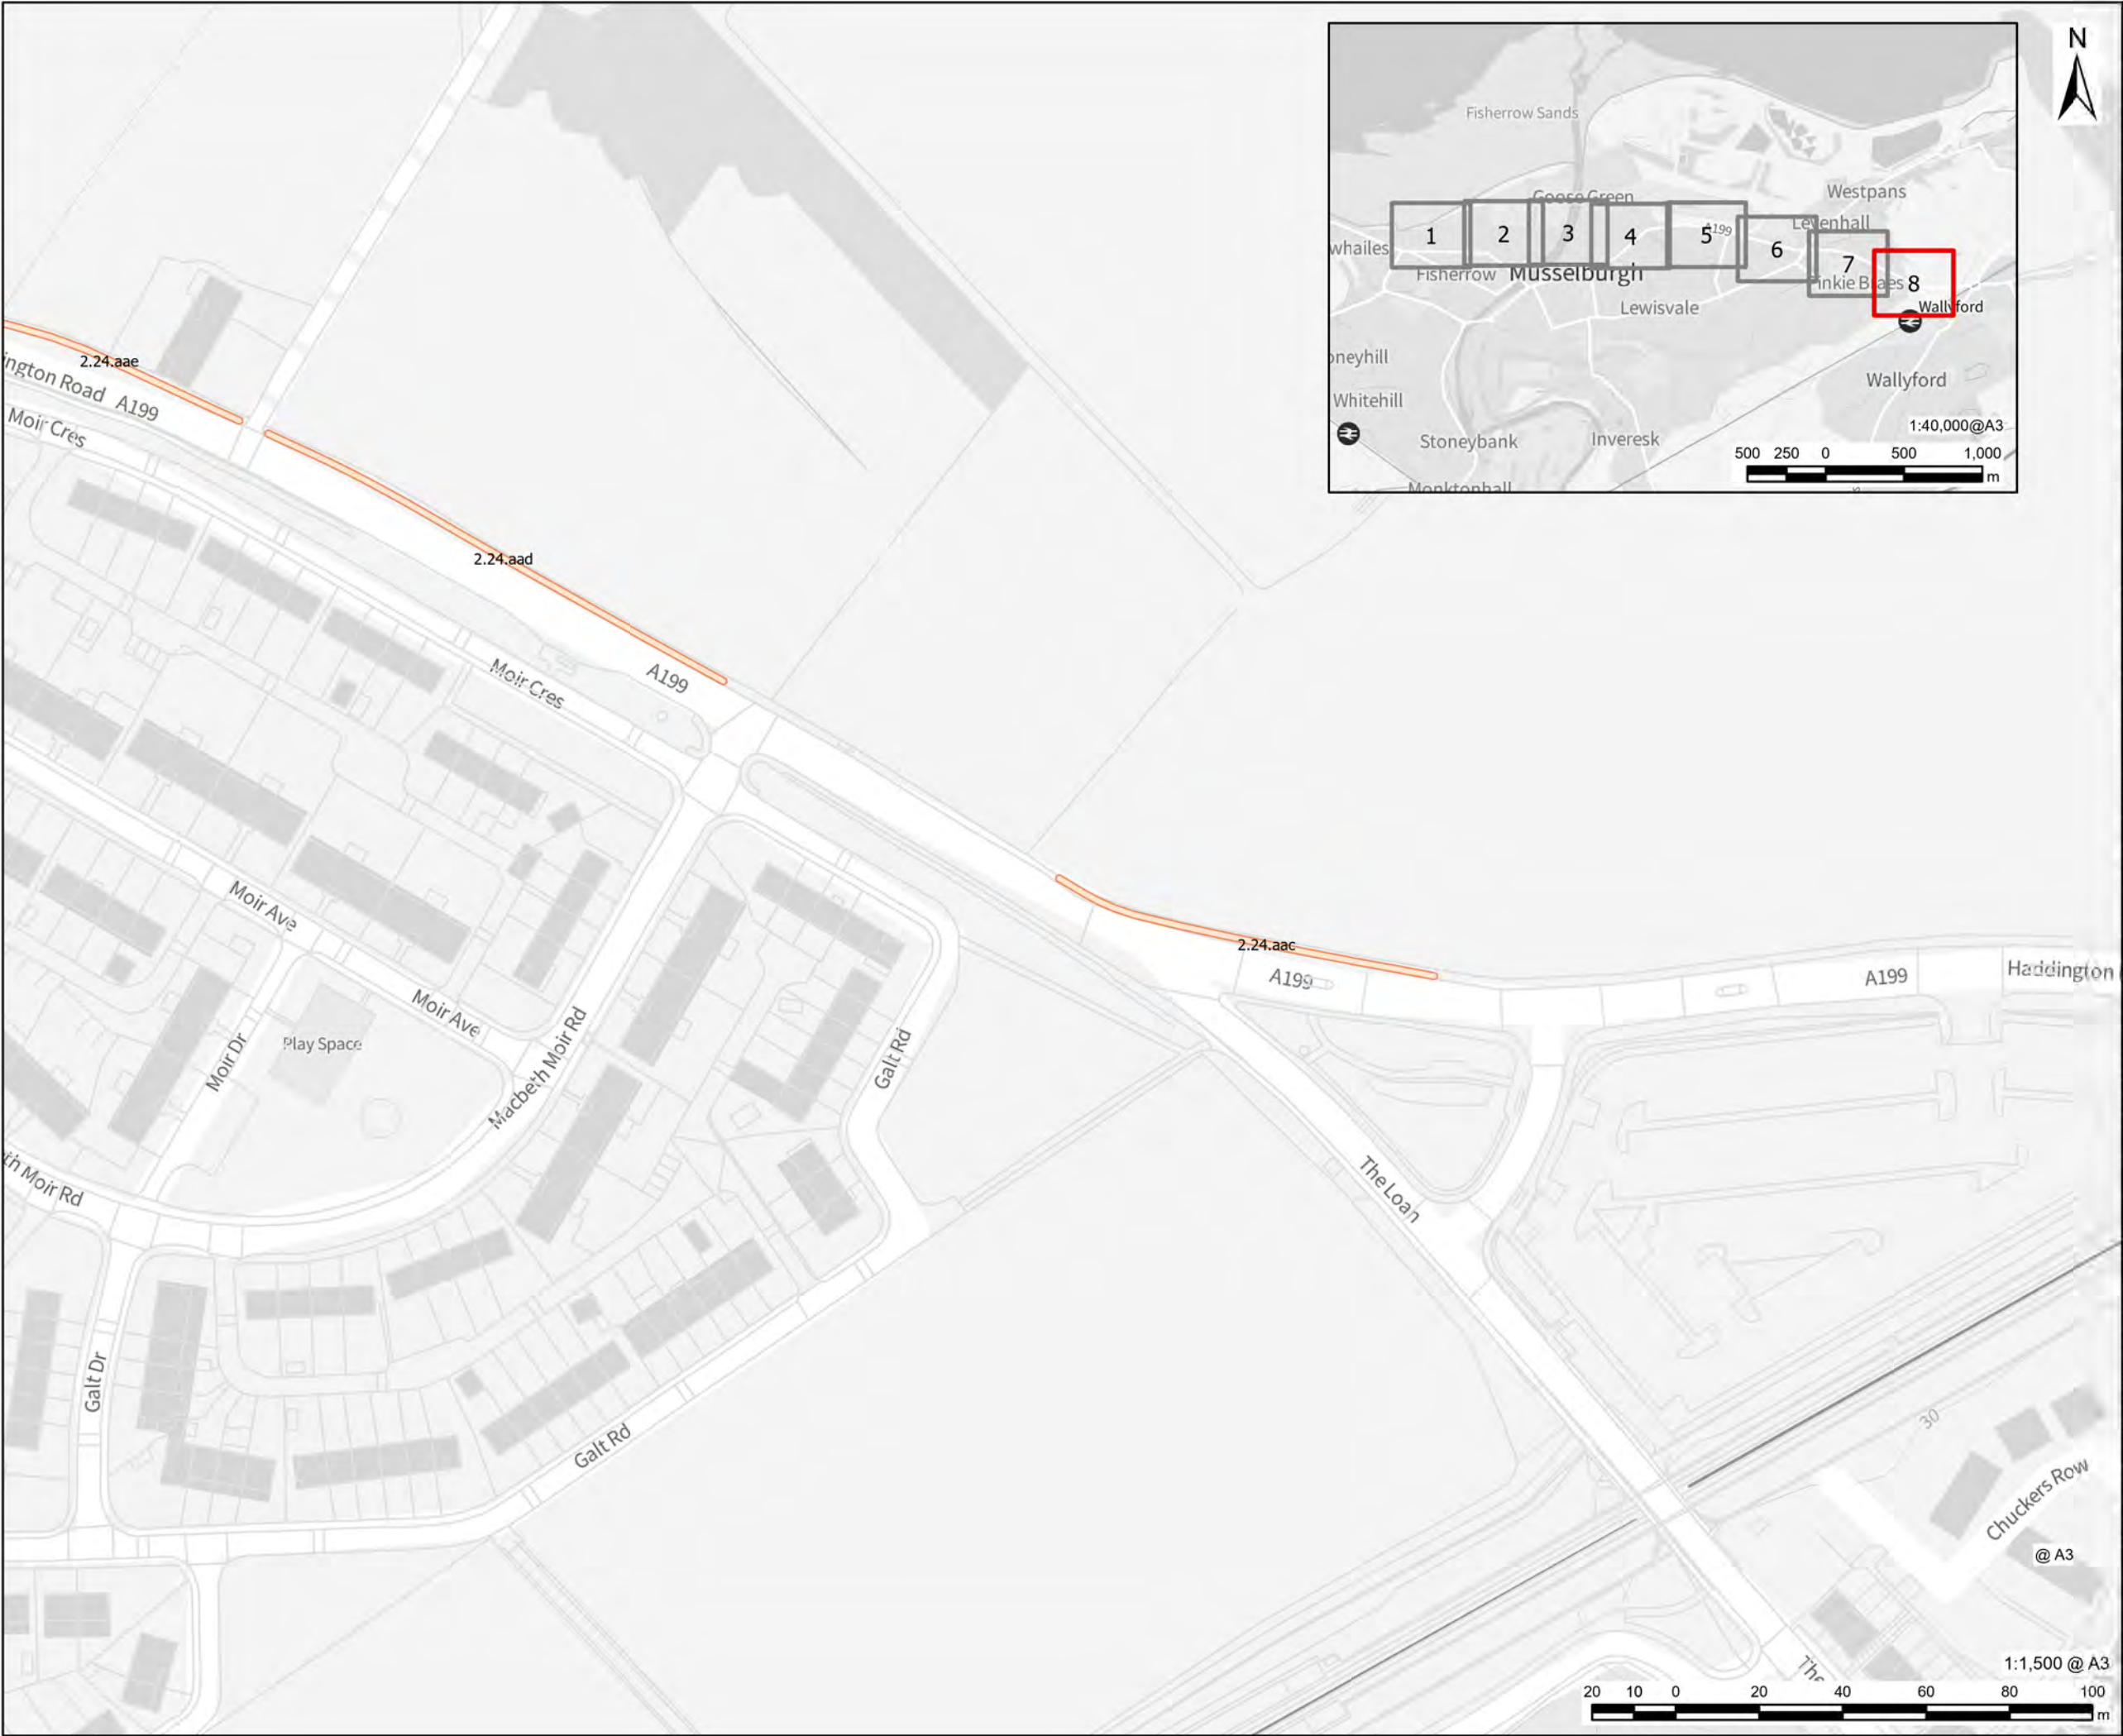 N
Fisherrow Sands
Goose Green
Westpans
Levenhall
A199
1
2
3
4
5
6
7
8
whailes
Fisherrow
Musselburgh
Pinkie Braes
Lewisvale
Wallyford
oneyhill
Wallyford
Whitehill
Stoneybank
Inveresk
Monktonhall
1:40,000@A3
500 250 0 500 1,000
m
2.24.aae
ington Road A199
Moir Cres
2.24.aad
Moir Cres
A199
2.24.aac
A199
A199
Haddington
Moir Ave
Moir Ave
Play Space
Moir Dr
Macbeth Moir Rd
Galt Rd
The Loan
th Moir Rd
Galt Dr
Galt Rd
30
Chuckers Row
@ A3
The
1:1,500 @ A3
20 10 0 20 40 60 80 100
m